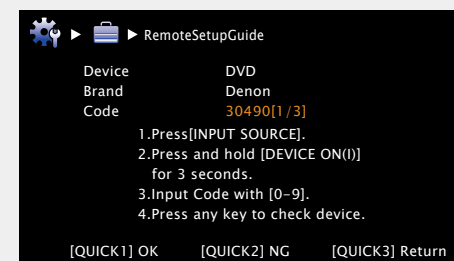 RemoteSetupGuide
Device DVD
Brand Denon
Code 30490[1/3]
1.Press[INPUT SOURCE].
2.Press and hold [DEVICE ON(I)]
for 3 seconds.
3.Input Code with [0-9].
4.Press any key to check device.
[QUICK1] OK [QUICK2] NG [QUICK3] Return